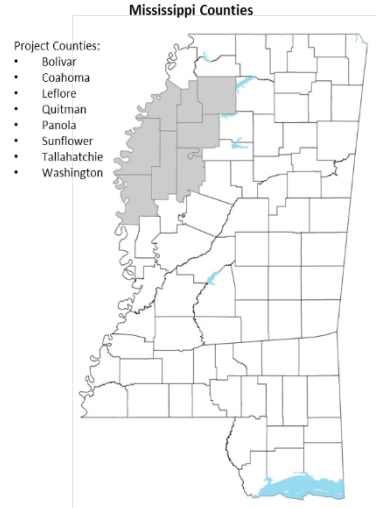 Mississippi Counties
Project Counties:
• Bolivar
• Coahoma
• Leflore
• Quitman
• Panola
• Sunflower
• Tallahatchie
• Washington